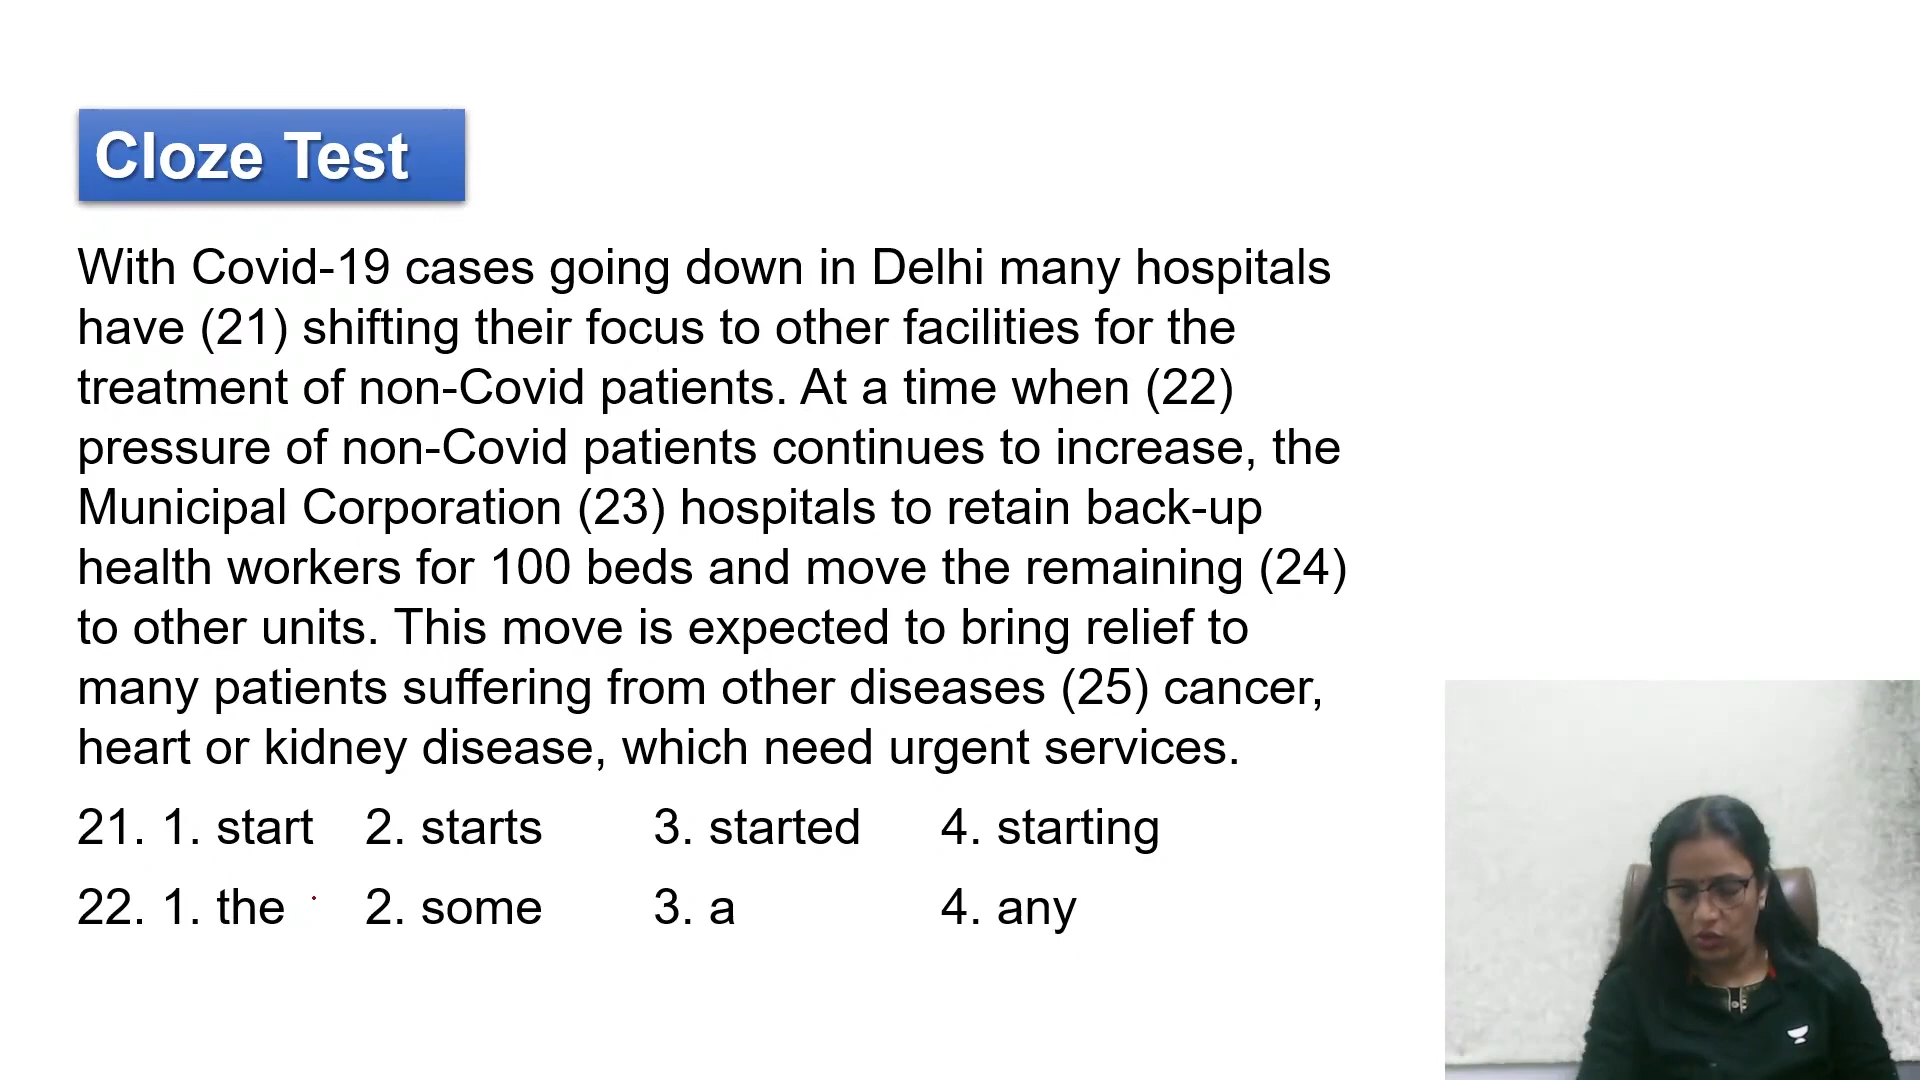 Cloze Test
With Covid-19 cases going down in Delhi many hospitals
have (21) shifting their focus to other facilities for the
treatment of non-Covid patients. At a time when (22)
pressure of non-Covid patients continues to increase, the
Municipal Corporation (23) hospitals to retain back-up
health workers for 100 beds and move the remaining (24)
to other units. This move is expected to bring relief to
many patients suffering from other diseases (25) cancer,
heart or kidney disease, which need urgent services.
21. 1. start 2. starts 3. started 4. starting
22. 1. the 2. some 3. a 4. any